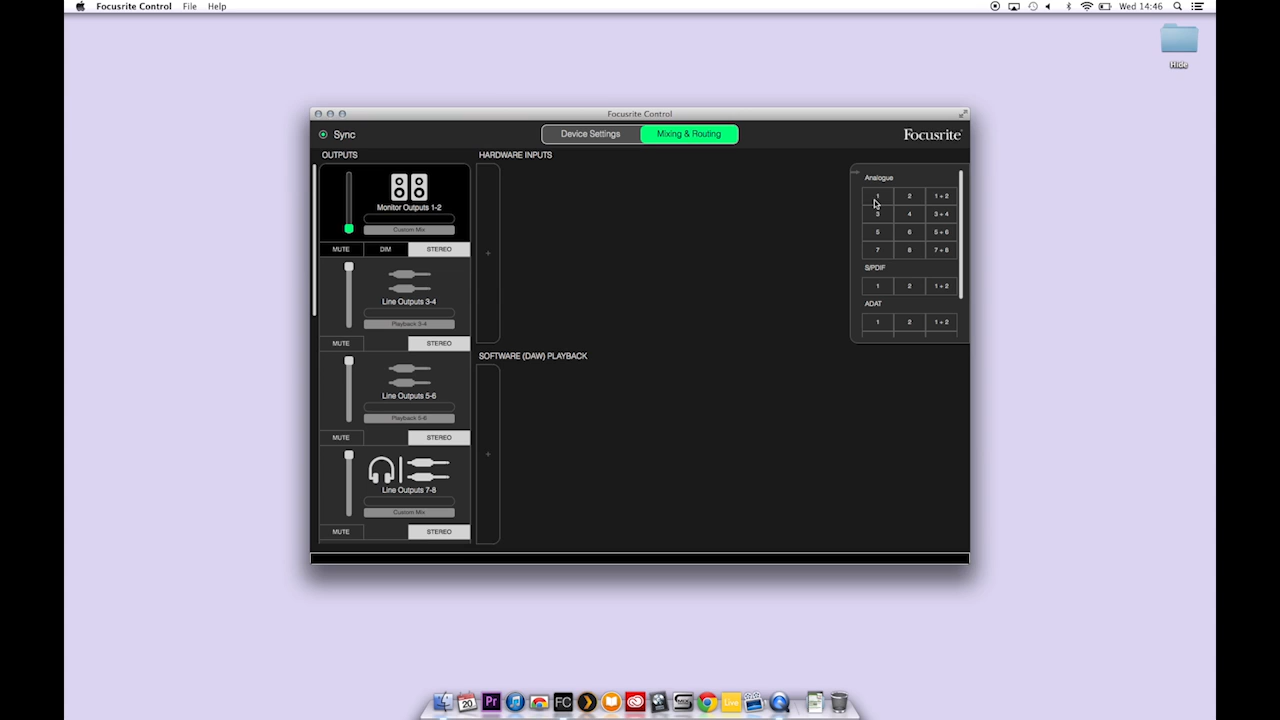 Focusrite Control File Help Wed 14:46
Hide
Focusrite Control
Sync Device Settings Mixing & Routing Focusrite
OUTPUTS
Monitor Outputs 1-2
Custom Mix
MUTE DIM STEREO
Line Outputs 3-4
Playback 3-4
MUTE STEREO
Line Outputs 5-6
Playback 5-6
MUTE STEREO
Line Outputs 7-8
Custom Mix
MUTE STEREO
HARDWARE INPUTS
+
SOFTWARE (DAW) PLAYBACK
+
Analogue
1 2 1 + 2
3 4 3 + 4
5 6 5 + 6
7 8 7 + 8
S/PDIF
1 2 1 + 2
ADAT
1 2 1 + 2
20 Pr FC Live